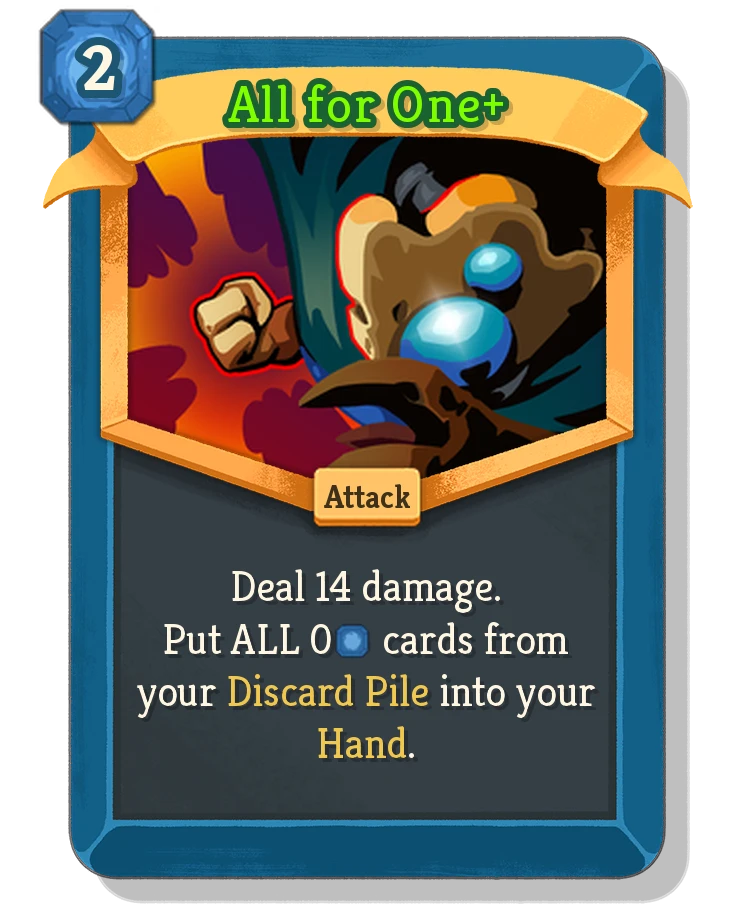 2
All for One+
Attack
Deal 14 damage.
Put ALL 0 cards from
your Discard Pile into your
Hand.